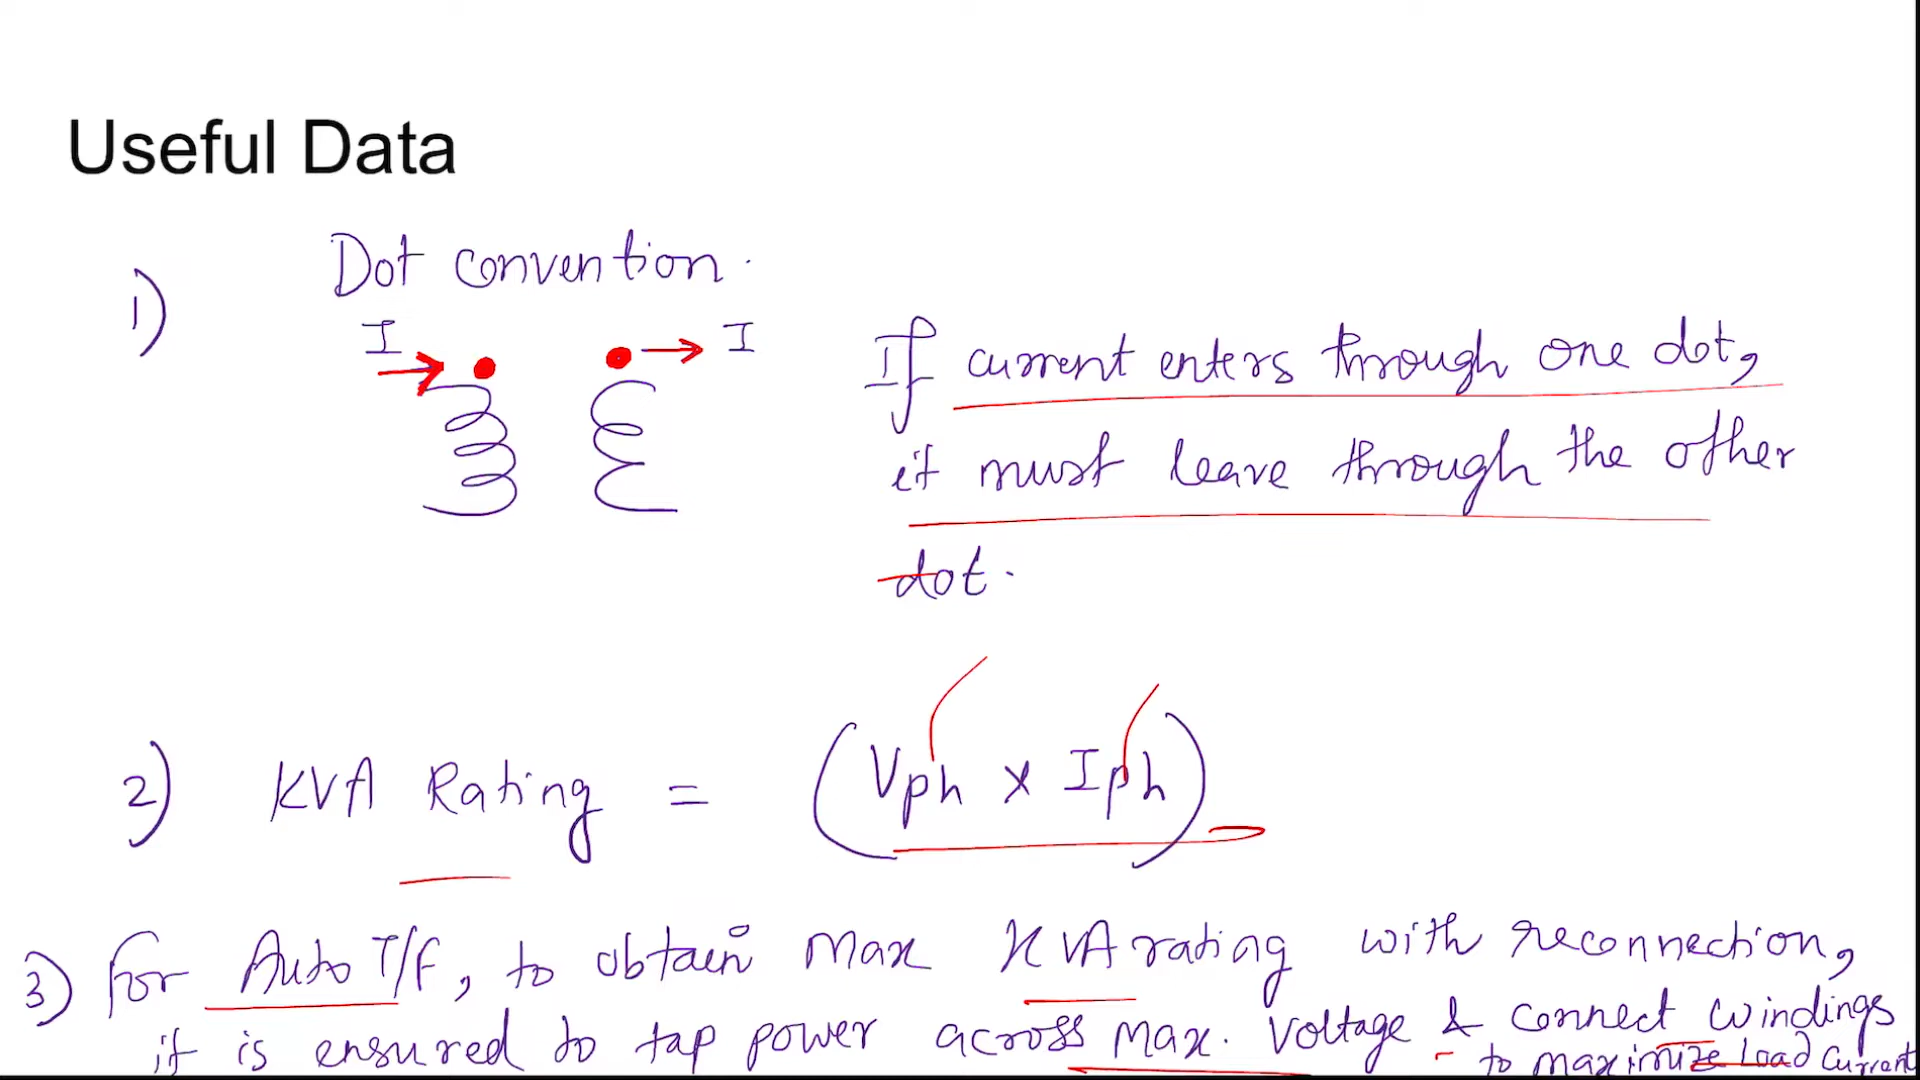 Useful Data
Dot convention.
1)
I
I
If current enters through one dot,
it must leave through the other
dot.
2) KVA Rating = (Vph x Iph)
3) For Auto T/F, to obtain Max KVA rating with reconnection,
it is ensured to tap power across Max. Voltage & connect windings
to maximize Load Current